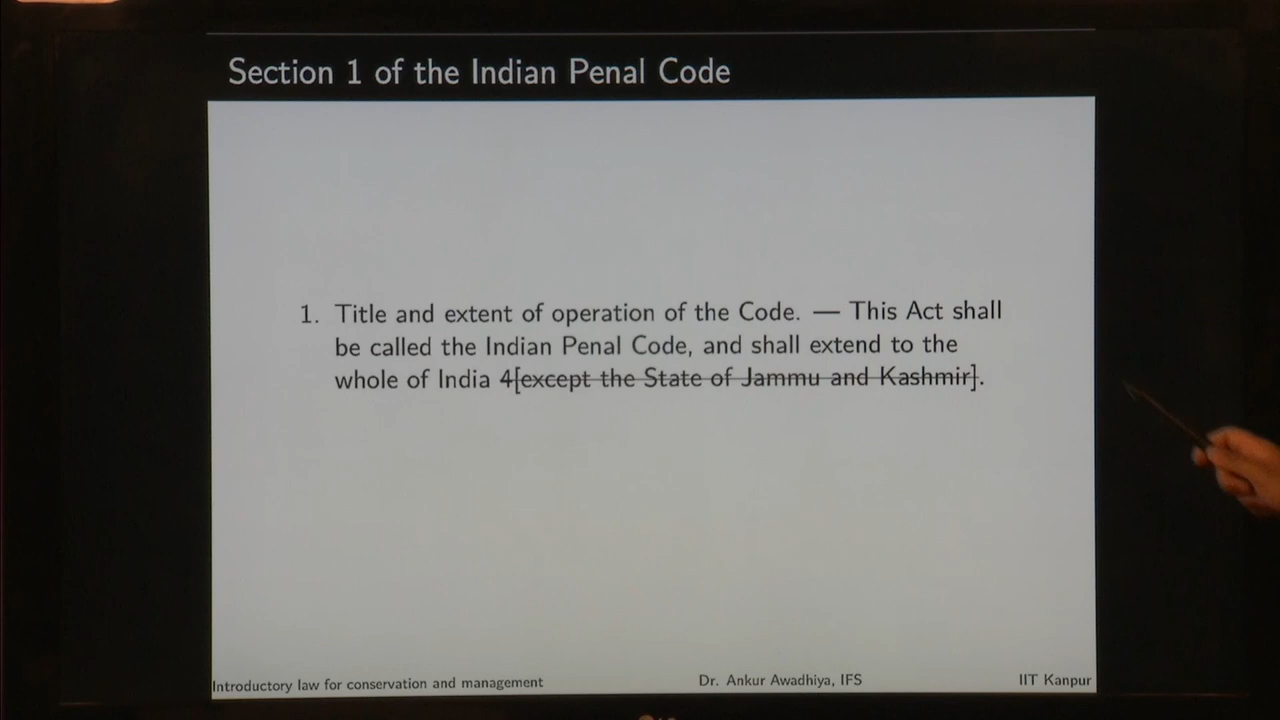 Section 1 of the Indian Penal Code
1. Title and extent of operation of the Code. — This Act shall
be called the Indian Penal Code, and shall extend to the
whole of India 4[except the State of Jammu and Kashmir].
Introductory law for conservation and management Dr. Ankur Awadhiya, IFS IIT Kanpur